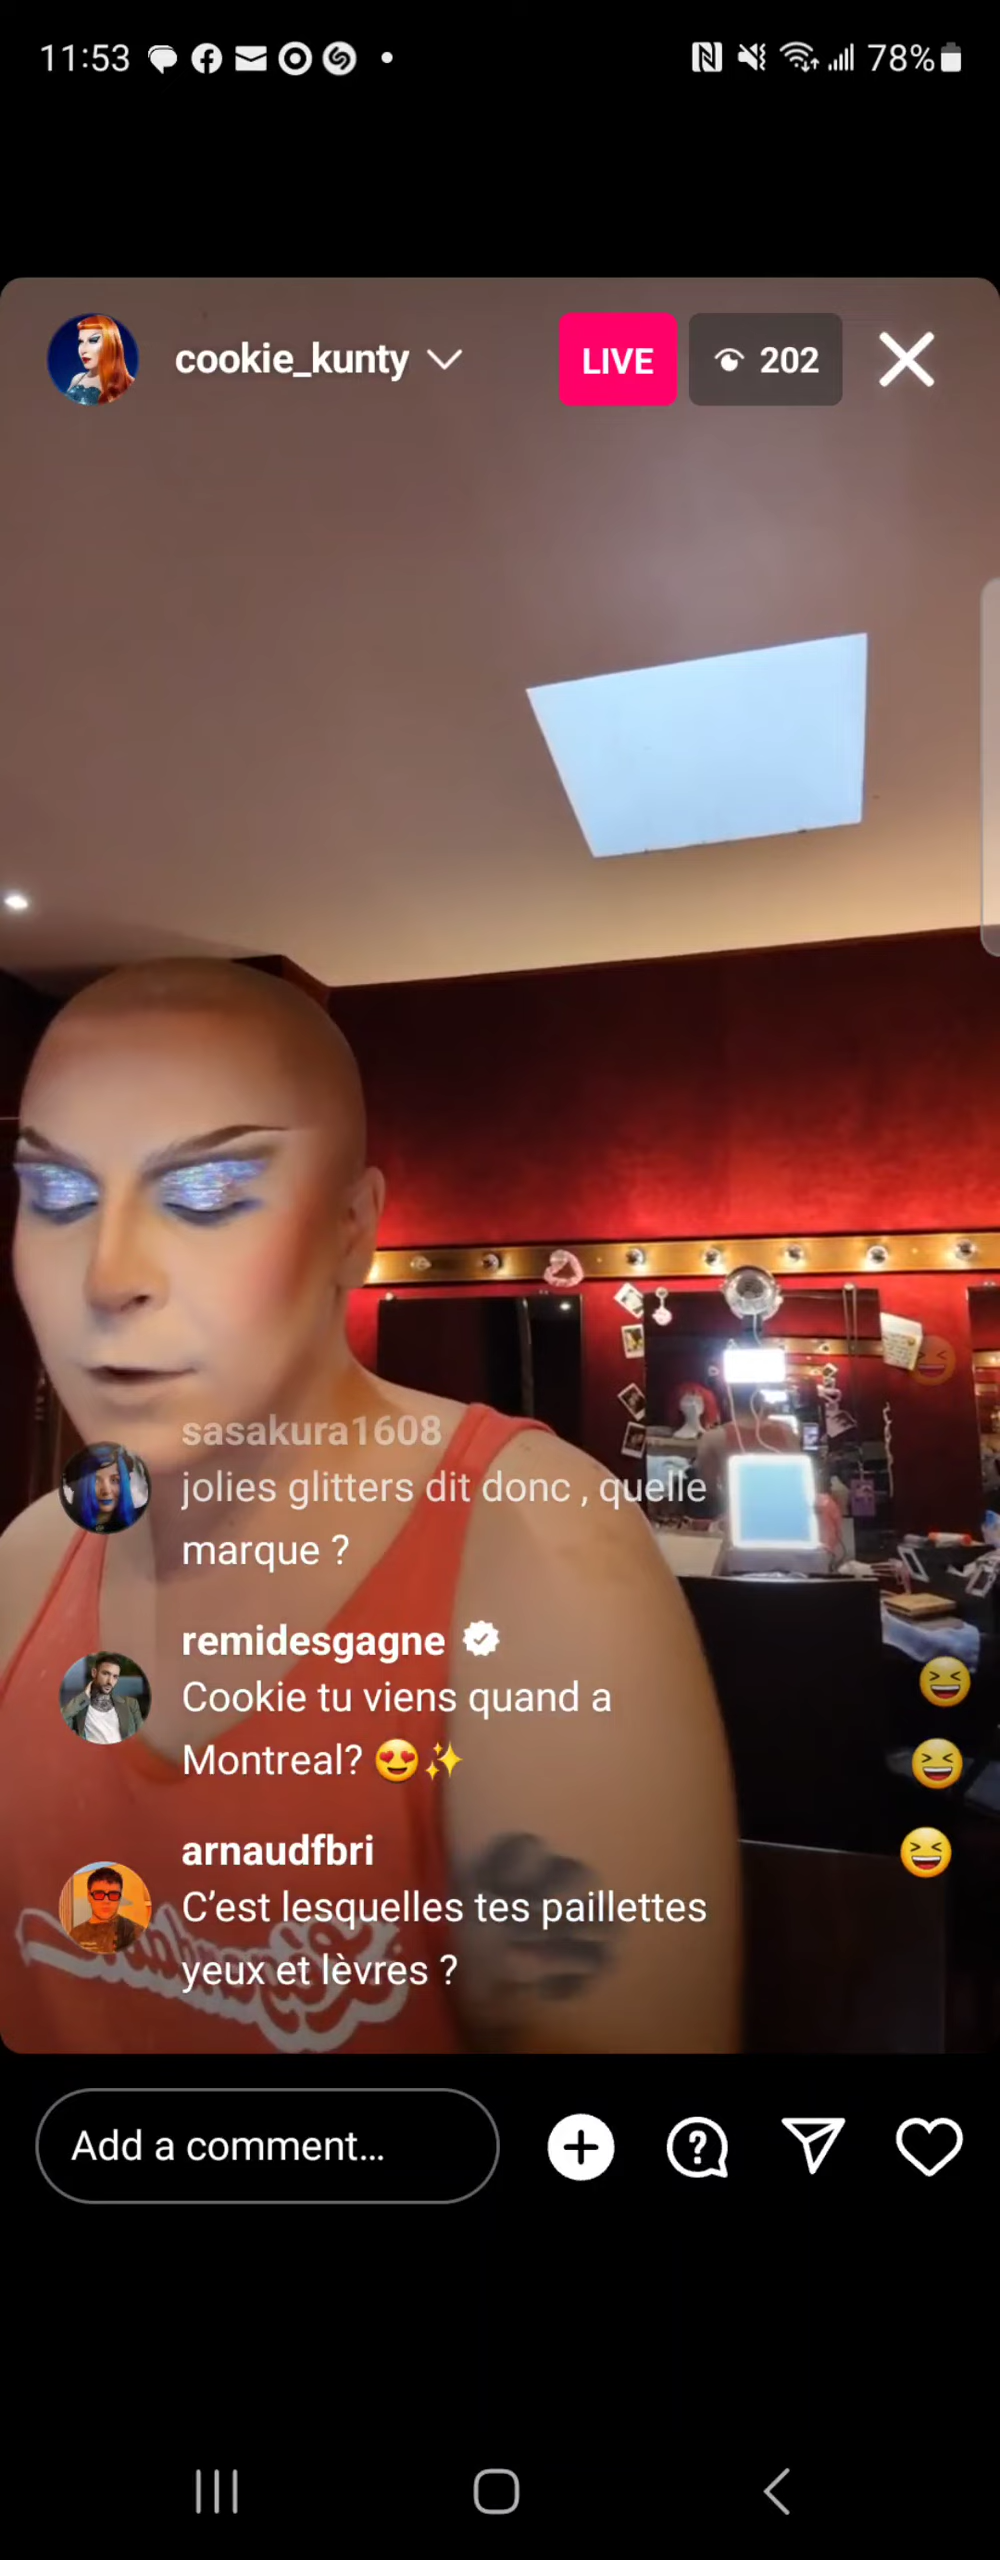 11:53
78%
cookie_kunty
LIVE
202
sasakura1608
jolies glitters dit donc , quelle
marque ?
remidesgagne
Cookie tu viens quand a
Montreal? 😍✨
arnaudfbri
C’est lesquelles tes paillettes
yeux et lèvres ?
Add a comment...